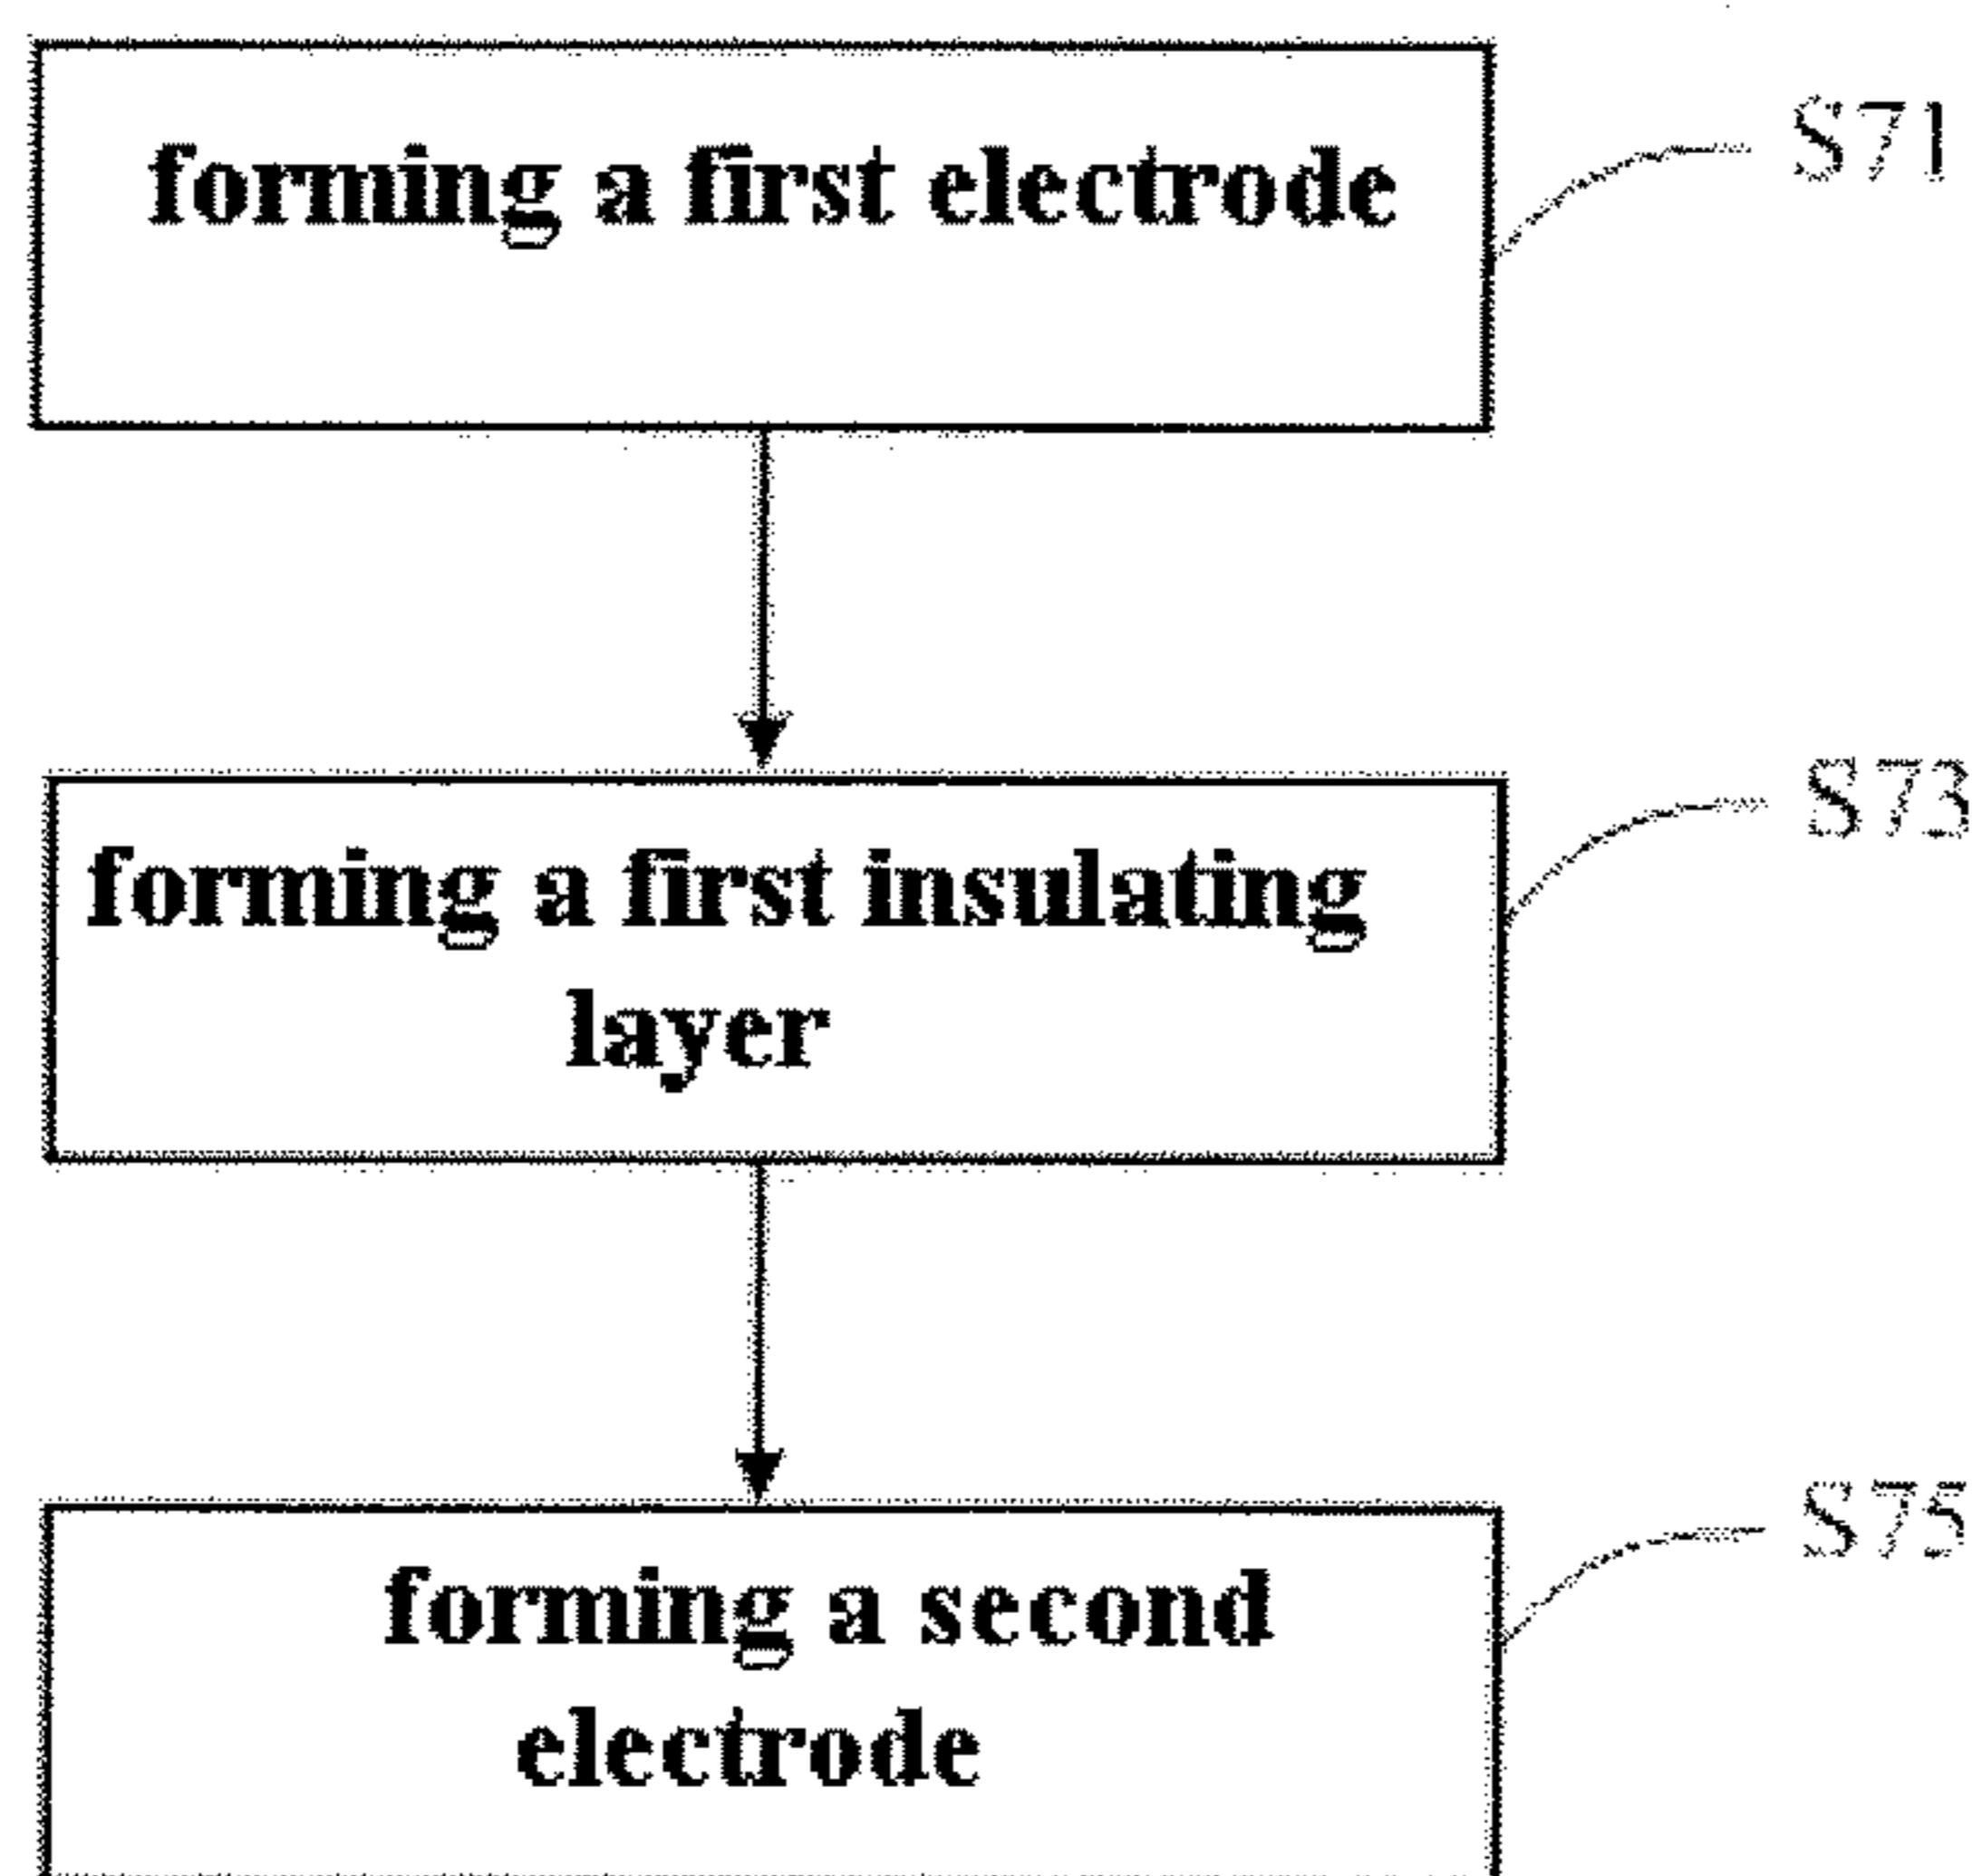 forming a first electrode
S71
forming a first insulating
layer
S73
forming a second
electrode
S75